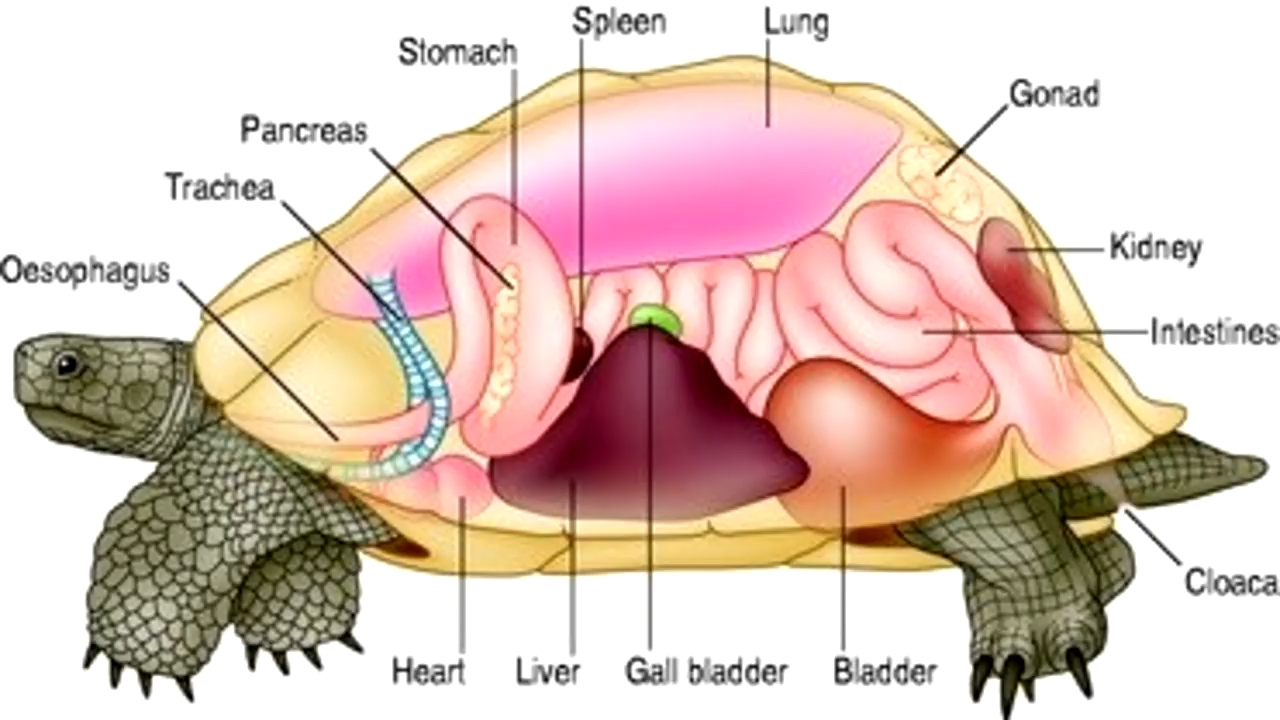 Spleen
Lung
Stomach
Gonad
Pancreas
Trachea
Kidney
Oesophagus
Intestines
Cloaca
Heart
Liver
Gall bladder
Bladder